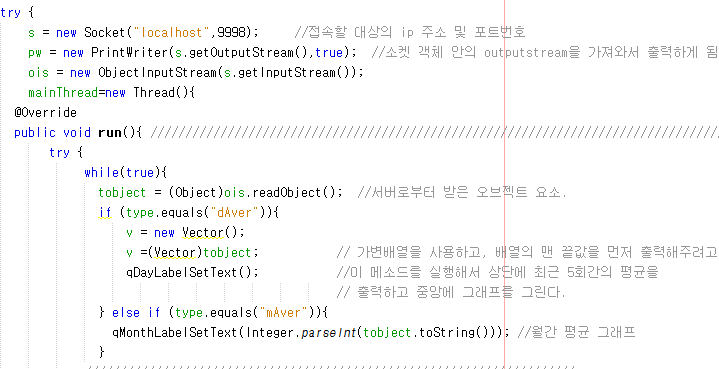 try {
s = new Socket("localhost",9998); //접속할 대상의 ip 주소 및 포트번호
pw = new PrintWriter(s.getOutputStream(),true); //소켓 객체 안의 outputstream을 가져와서 출력하게 됨
ois = new ObjectInputStream(s.getInputStream());
mainThread=new Thread(){
@Override
public void run(){ ////////////////////////////////////////////////////////////////////////////////
try {
while(true){
tobject = (Object)ois.readObject(); //서버로부터 받은 오브젝트 요소.
if (type.equals("dAver")){
v = new Vector();
v =(Vector)tobject; // 가변배열을 사용하고, 배열의 맨 끝값을 먼저 출력해주려고
qDayLabelSetText(); //이 메소드를 실행해서 상단에 최근 5회간의 평균을
// 출력하고 중앙에 그래프를 그린다.
} else if (type.equals("mAver")){
qMonthLabelSetText(Integer.parseInt(tobject.toString())); //월간 평균 그래프
}